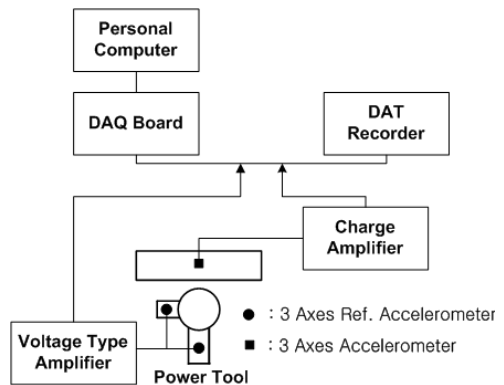 Personal
Computer
DAQ Board
DAT
Recorder
Charge
Amplifier
: 3 Axes Ref. Accelerometer
Voltage Type
Amplifier
: 3 Axes Accelerometer
Power Tool